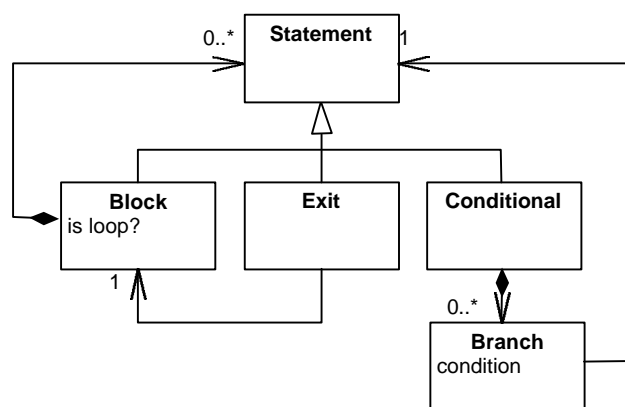 0..*
Statement
1
Block
is loop?
Exit
Conditional
1
0..*
Branch
condition